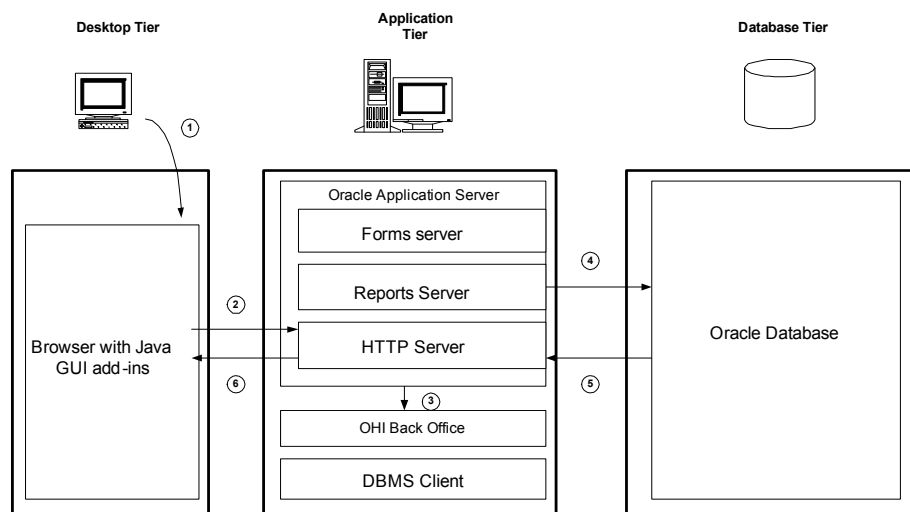 Desktop Tier
Application
Tier
Database Tier
1
Oracle Application Server
Forms server
4
Reports Server
2
Oracle Database
Browser with Java
GUI add-ins
HTTP Server
6
5
3
OHI Back Office
DBMS Client